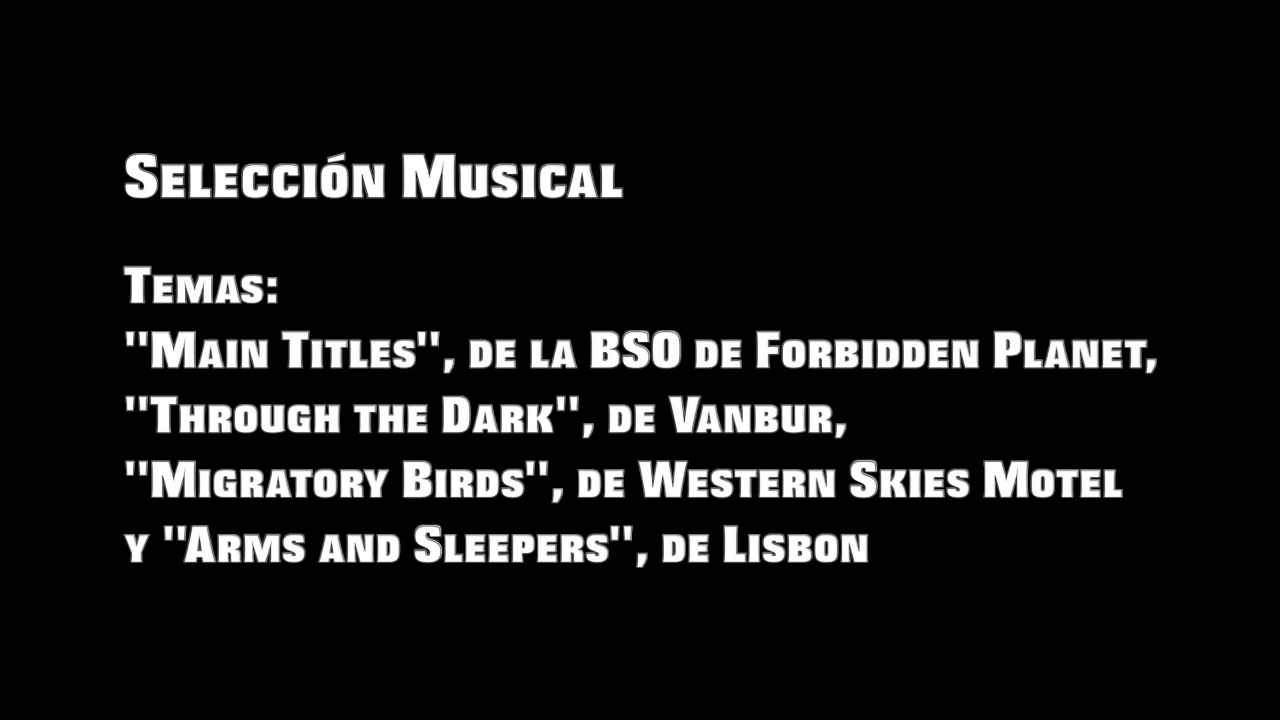 Selección Musical
Temas:
"Main Titles", de la BSO de Forbidden Planet,
"Through the Dark", de Vanbur,
"Migratory Birds", de Western Skies Motel
y "Arms and Sleepers", de Lisbon